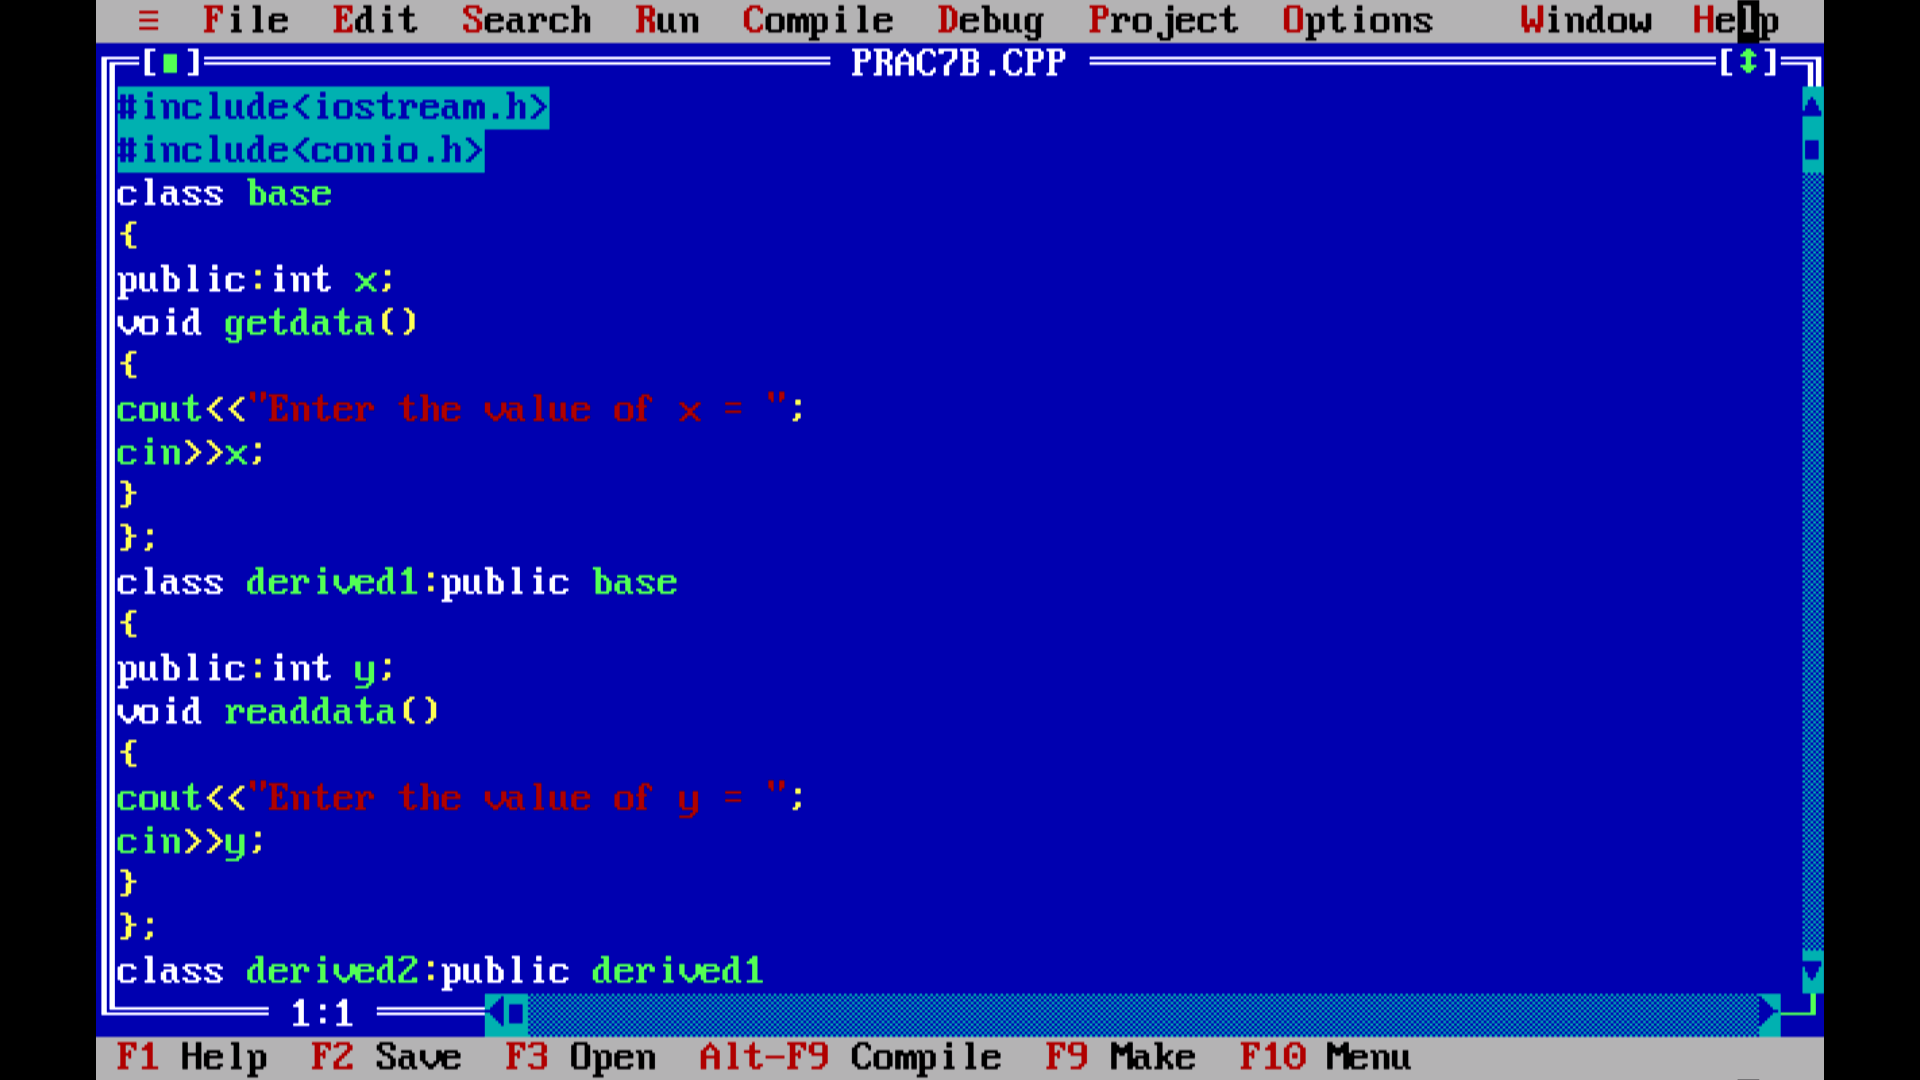 ≡ File Edit Search Run Compile Debug Project Options Window Help
[■] PRAC7B.CPP [↕]
#include<iostream.h>
#include<conio.h>
class base
{
public:int x;
void getdata()
{
cout<<"Enter the value of x = ";
cin>>x;
}
};
class derived1:public base
{
public:int y;
void readdata()
{
cout<<"Enter the value of y = ";
cin>>y;
}
};
class derived2:public derived1
1:1
F1 Help F2 Save F3 Open Alt-F9 Compile F9 Make F10 Menu